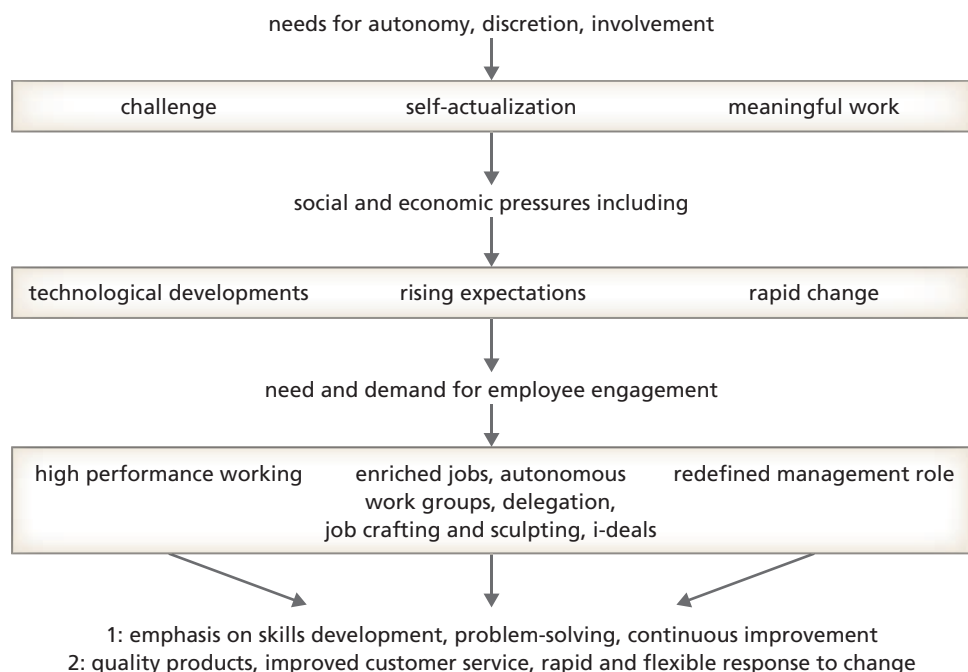 needs for autonomy, discretion, involvement
challenge self-actualization meaningful work
social and economic pressures including
technological developments rising expectations rapid change
need and demand for employee engagement
high performance working enriched jobs, autonomous redefined management role
work groups, delegation,
job crafting and sculpting, i-deals
1: emphasis on skills development, problem-solving, continuous improvement
2: quality products, improved customer service, rapid and flexible response to change